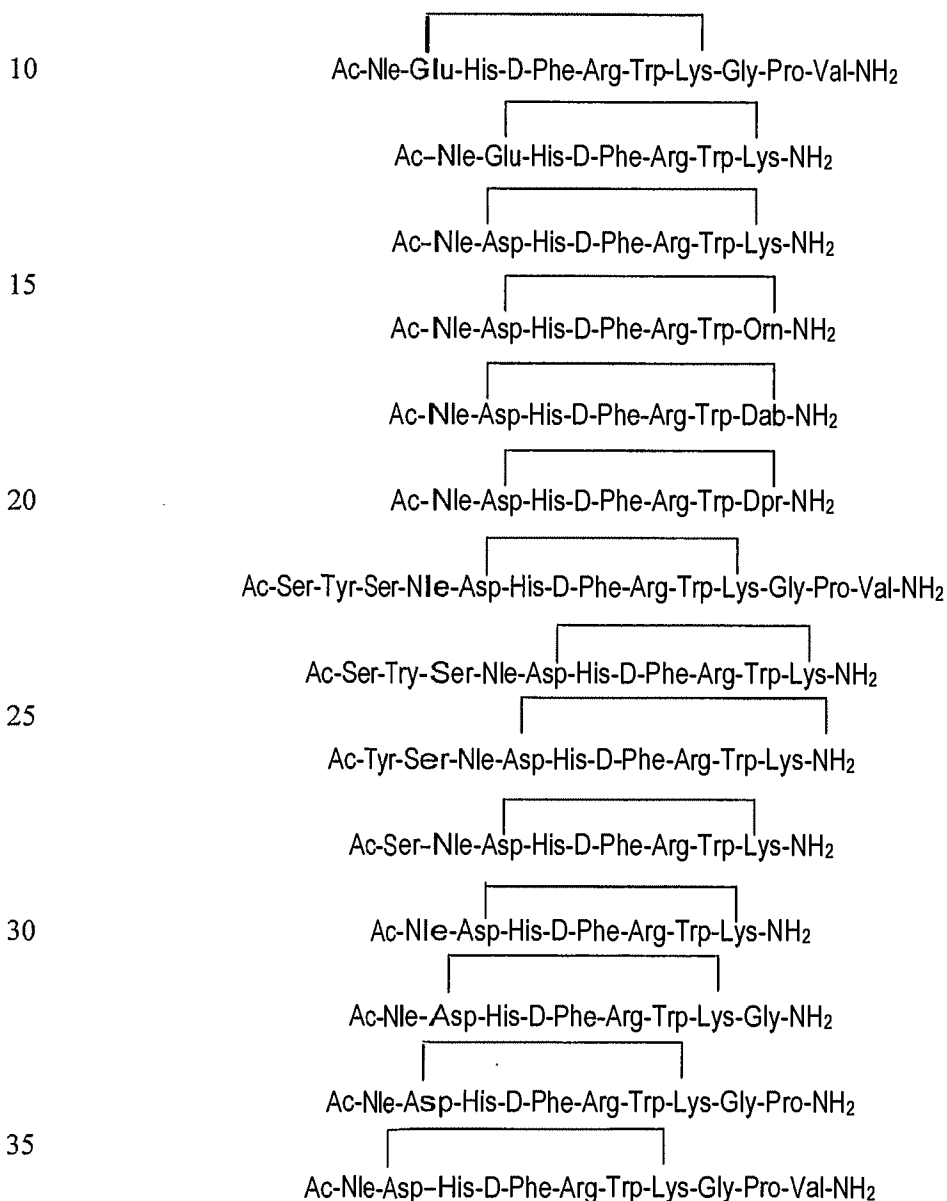 10 Ac-Nle-Glu-His-D-Phe-Arg-Trp-Lys-Gly-Pro-Val-NH₂
Ac-Nle-Glu-His-D-Phe-Arg-Trp-Lys-NH₂
Ac-Nle-Asp-His-D-Phe-Arg-Trp-Lys-NH₂
15
Ac-Nle-Asp-His-D-Phe-Arg-Trp-Orn-NH₂
Ac-Nle-Asp-His-D-Phe-Arg-Trp-Dab-NH₂
20 Ac-Nle-Asp-His-D-Phe-Arg-Trp-Dpr-NH₂
Ac-Ser-Tyr-Ser-Nle-Asp-His-D-Phe-Arg-Trp-Lys-Gly-Pro-Val-NH₂
Ac-Ser-Try-Ser-Nle-Asp-His-D-Phe-Arg-Trp-Lys-NH₂
25
Ac-Tyr-Ser-Nle-Asp-His-D-Phe-Arg-Trp-Lys-NH₂
Ac-Ser-Nle-Asp-His-D-Phe-Arg-Trp-Lys-NH₂
30 Ac-Nle-Asp-His-D-Phe-Arg-Trp-Lys-NH₂
Ac-Nle-Asp-His-D-Phe-Arg-Trp-Lys-Gly-NH₂
Ac-Nle-Asp-His-D-Phe-Arg-Trp-Lys-Gly-Pro-NH₂
35
Ac-Nle-Asp-His-D-Phe-Arg-Trp-Lys-Gly-Pro-Val-NH₂